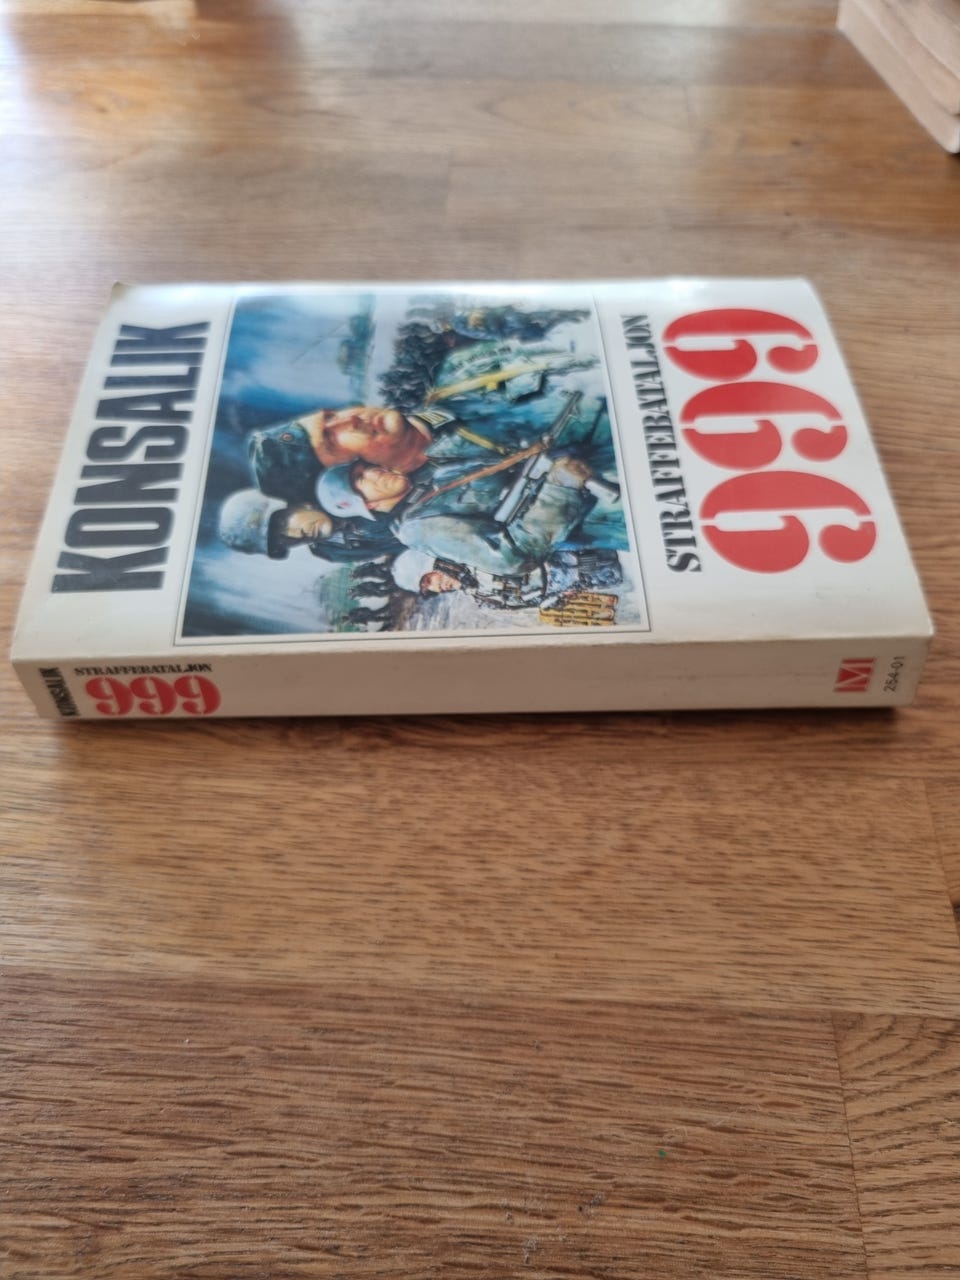 KONSALIK
STRAFFEBATALJON
999
KONSALIK
STRAFFEBATALJON
999
M
254-01